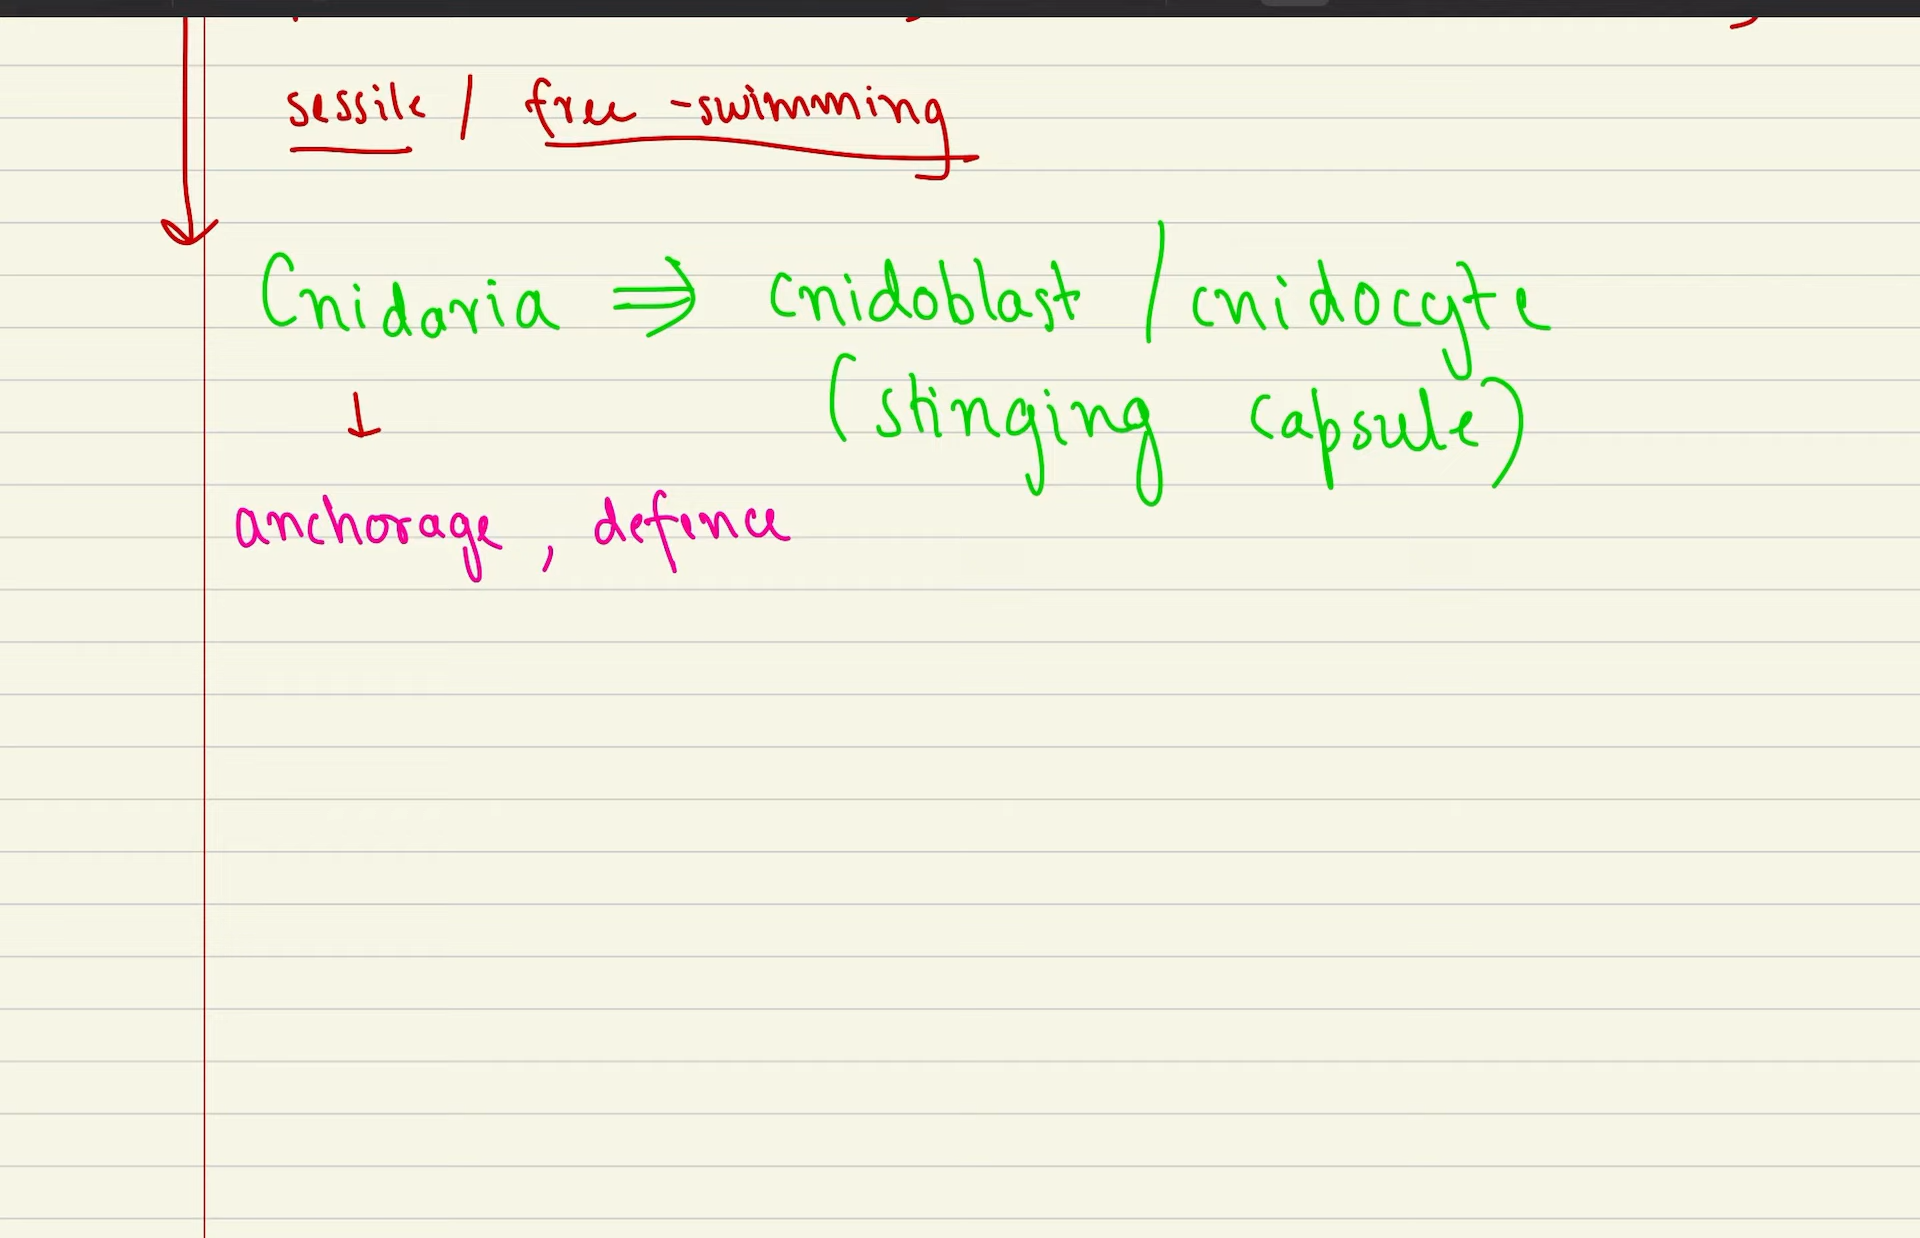 sessile / free-swimming
Cnidaria ⇒ cnidoblast / cnidocyte
(stinging capsule)
↓
anchorage, defence